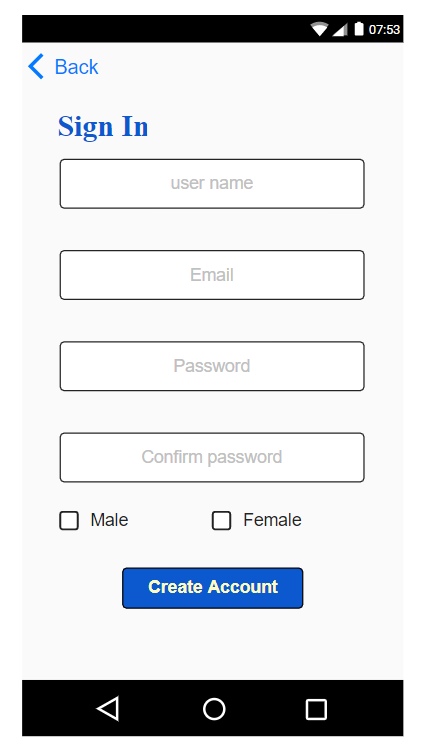 07:53
Back
Sign In
user name
Email
Password
Confirm password
Male Female
Create Account